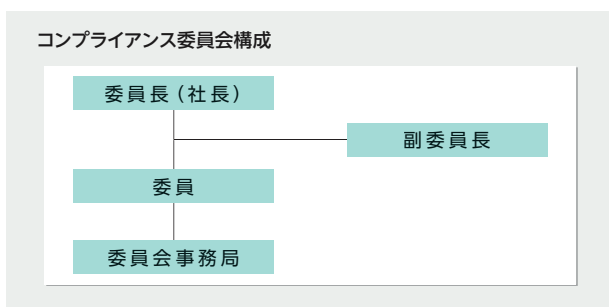 コンプライアンス委員会構成
委員長（社長）
副委員長
委員
委員会事務局